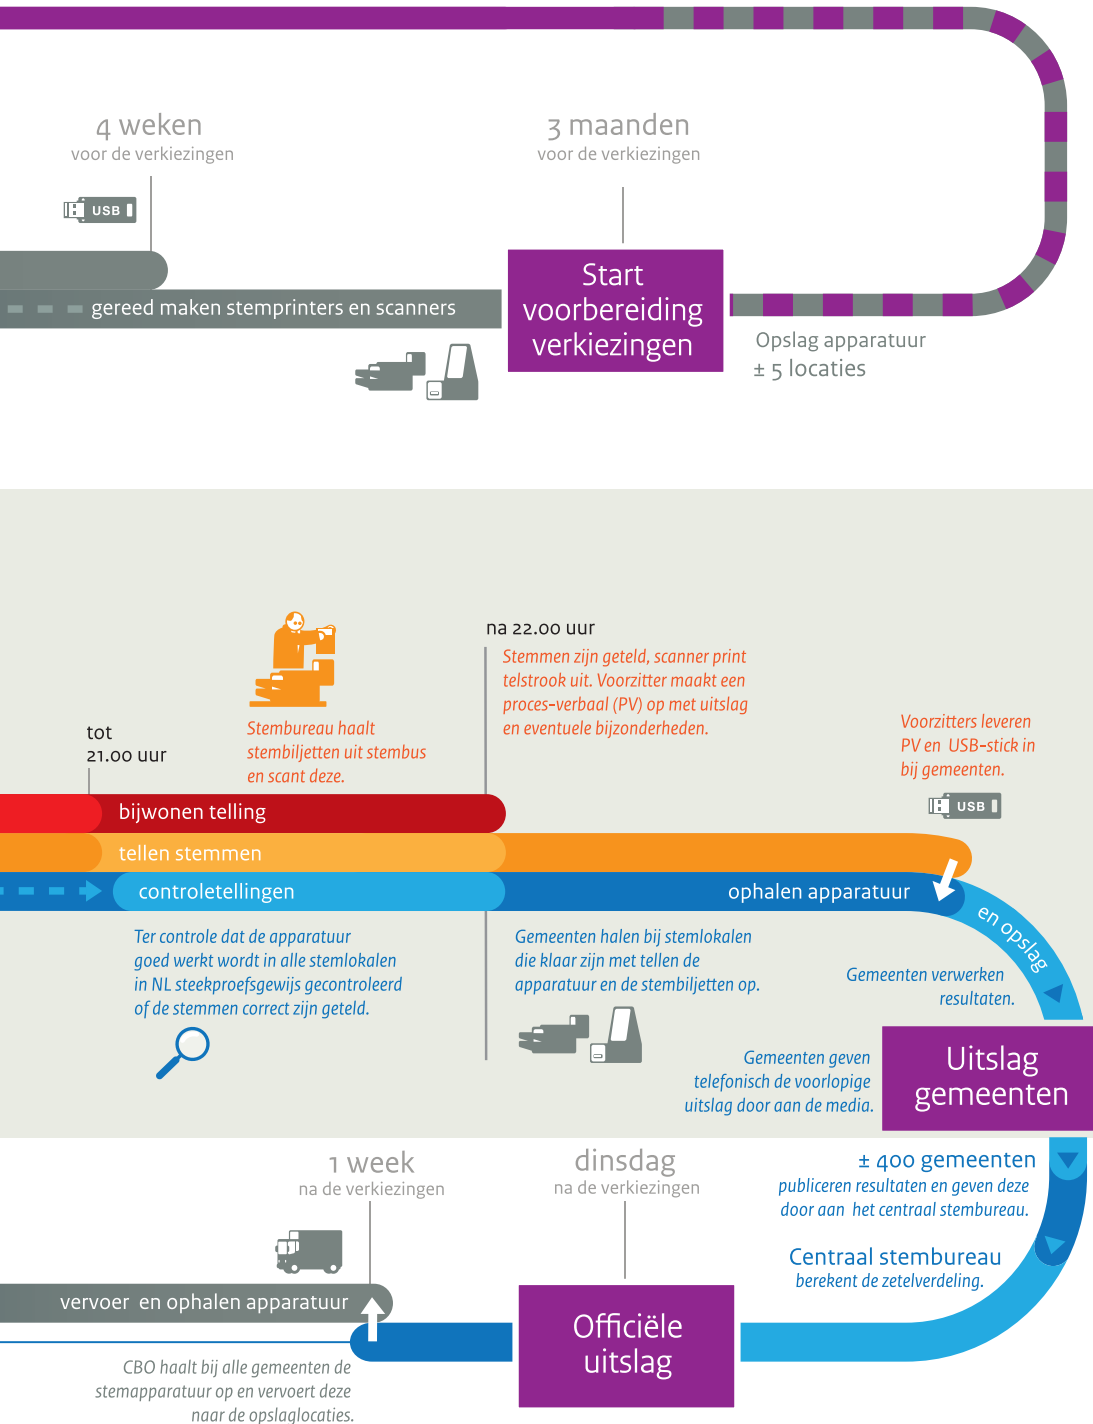 4 weken
voor de verkiezingen
3 maanden
voor de verkiezingen
USB
gereed maken stemprinters en scanners
Start
voorbereiding
verkiezingen
Opslag apparatuur
± 5 locaties
na 22.00 uur
Stemmen zijn geteld, scanner print
telstrook uit. Voorzitter maakt een
proces-verbaal (PV) op met uitslag
en eventuele bijzonderheden.
tot
21.00 uur
Stembureau haalt
stembiljetten uit stembus
en scant deze.
Voorzitters leveren
PV en USB-stick in
bij gemeenten.
USB
bijwonen telling
tellen stemmen
controletellingen
ophalen apparatuur
en opslag
Ter controle dat de apparatuur
goed werkt wordt in alle stemlokalen
in NL steekproefsgewijs gecontroleerd
of de stemmen correct zijn geteld.
Gemeenten halen bij stemlokalen
die klaar zijn met tellen de
apparatuur en de stembiljetten op.
Gemeenten verwerken
resultaten.
Gemeenten geven
telefonisch de voorlopige
uitslag door aan de media.
Uitslag
gemeenten
1 week
na de verkiezingen
dinsdag
na de verkiezingen
± 400 gemeenten
publiceren resultaten en geven deze
door aan het centraal stembureau.
Centraal stembureau
berekent de zetelverdeling.
vervoer en ophalen apparatuur
Officiële
uitslag
CBO haalt bij alle gemeenten de
stemapparatuur op en vervoert deze
naar de opslaglocaties.